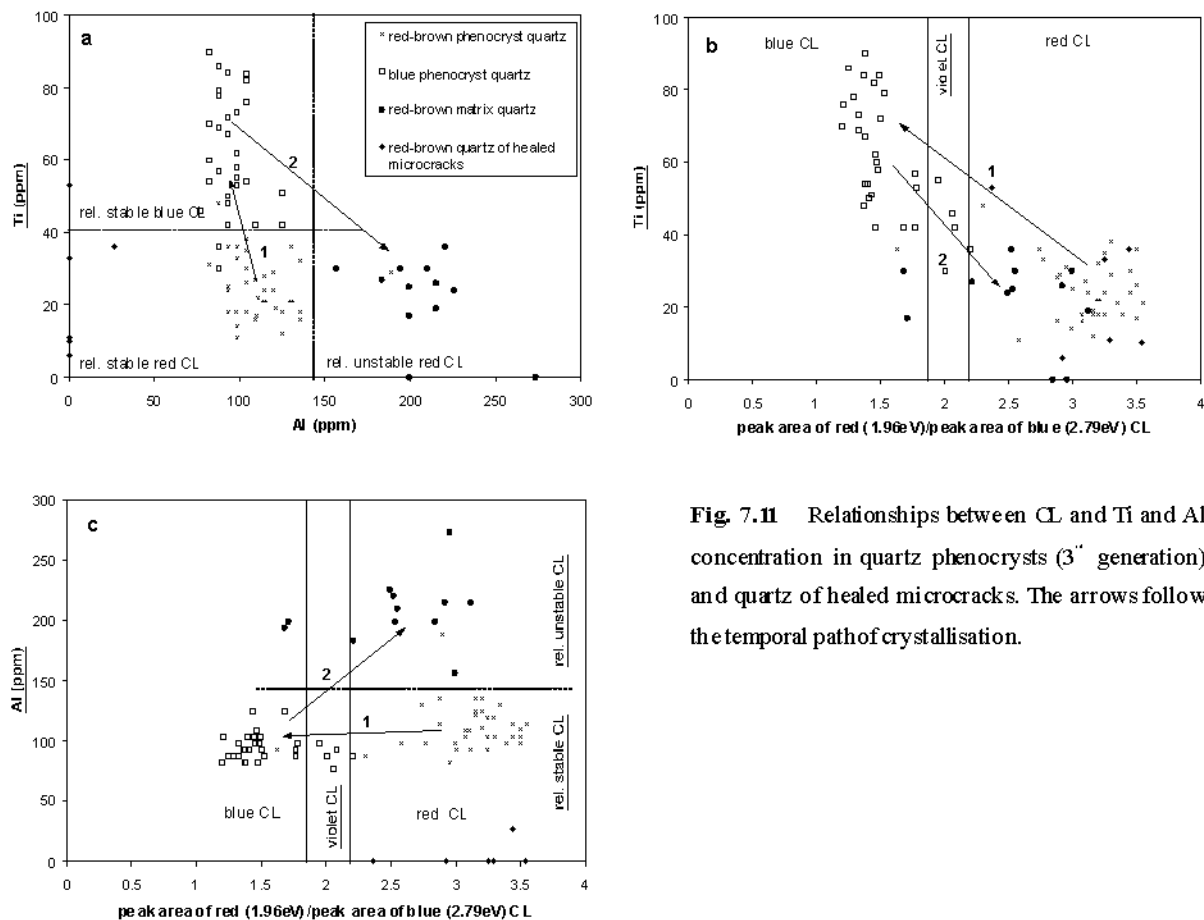 100
80
60
40
20
0
Ti (ppm)
a
× red-brown phenocryst quartz
□ blue phenocryst quartz
● red-brown matrix quartz
◆ red-brown quartz of healed
microcracks
2
1
rel. stable blue CL
rel. stable red CL
rel. unstable red CL
0
50
100
150
200
250
300
Al (ppm)
100
80
60
40
20
0
Ti (ppm)
b
blue CL
violet CL
red CL
1
2
0
1
1.5
2
2.5
3
3.5
4
peak area of red (1.96eV)/peak area of blue (2.79eV) CL
300
250
200
150
100
50
0
Al (ppm)
c
2
1
rel. unstable CL
rel. stable CL
blue CL
violet CL
red CL
0
1
1.5
2
2.5
3
3.5
4
peak area of red (1.96eV)/peak area of blue (2.79eV) CL
Fig. 7.11 Relationships between CL and Ti and Al
concentration in quartz phenocrysts (3 generation)
and quartz of healed microcracks. The arrows follow
the temporal path of crystallisation.